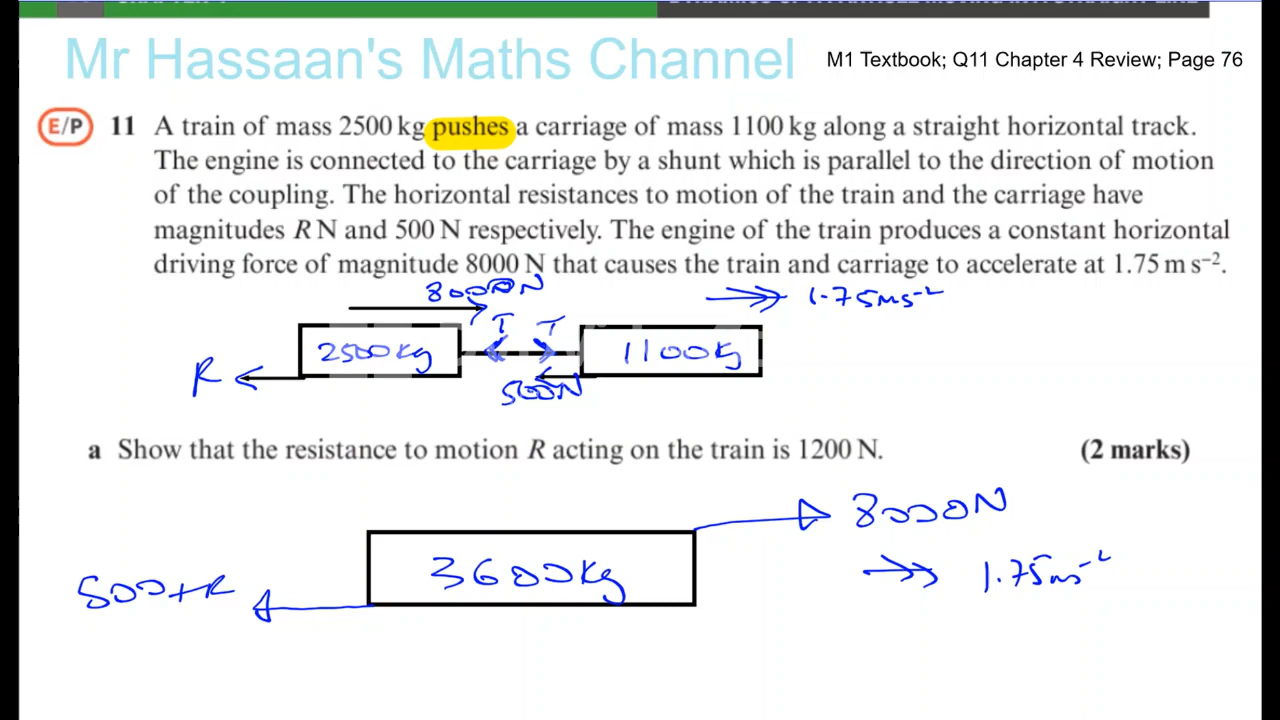 Mr Hassaan's Maths Channel
M1 Textbook; Q11 Chapter 4 Review; Page 76
E/P 11 A train of mass 2500 kg pushes a carriage of mass 1100 kg along a straight horizontal track.
The engine is connected to the carriage by a shunt which is parallel to the direction of motion
of the coupling. The horizontal resistances to motion of the train and the carriage have
magnitudes R N and 500 N respectively. The engine of the train produces a constant horizontal
driving force of magnitude 8000 N that causes the train and carriage to accelerate at 1.75 m s⁻².
8000N
1.75ms⁻²
T T
2500kg
1100kg
R
500N
a Show that the resistance to motion R acting on the train is 1200 N. (2 marks)
8000N
3600kg
1.75ms⁻²
500+R